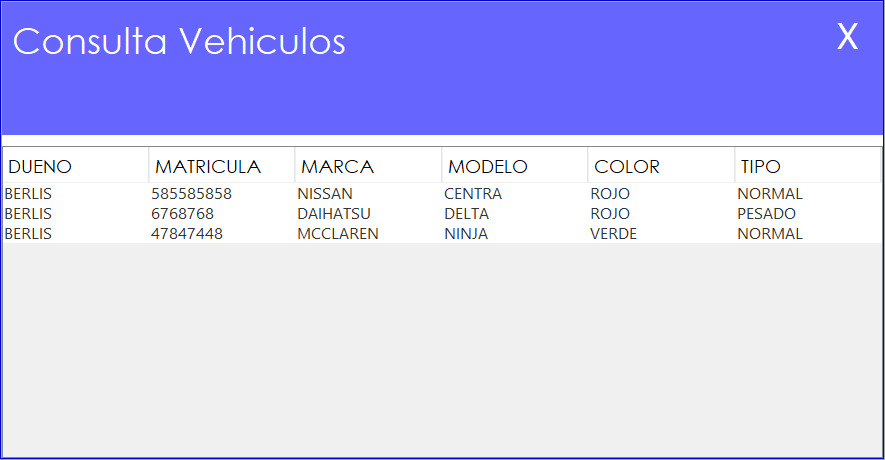 Consulta Vehiculos X
DUENO MATRICULA MARCA MODELO COLOR TIPO
BERLIS 585585858 NISSAN CENTRA ROJO NORMAL
BERLIS 6768768 DAIHATSU DELTA ROJO PESADO
BERLIS 47847448 MCCLAREN NINJA VERDE NORMAL